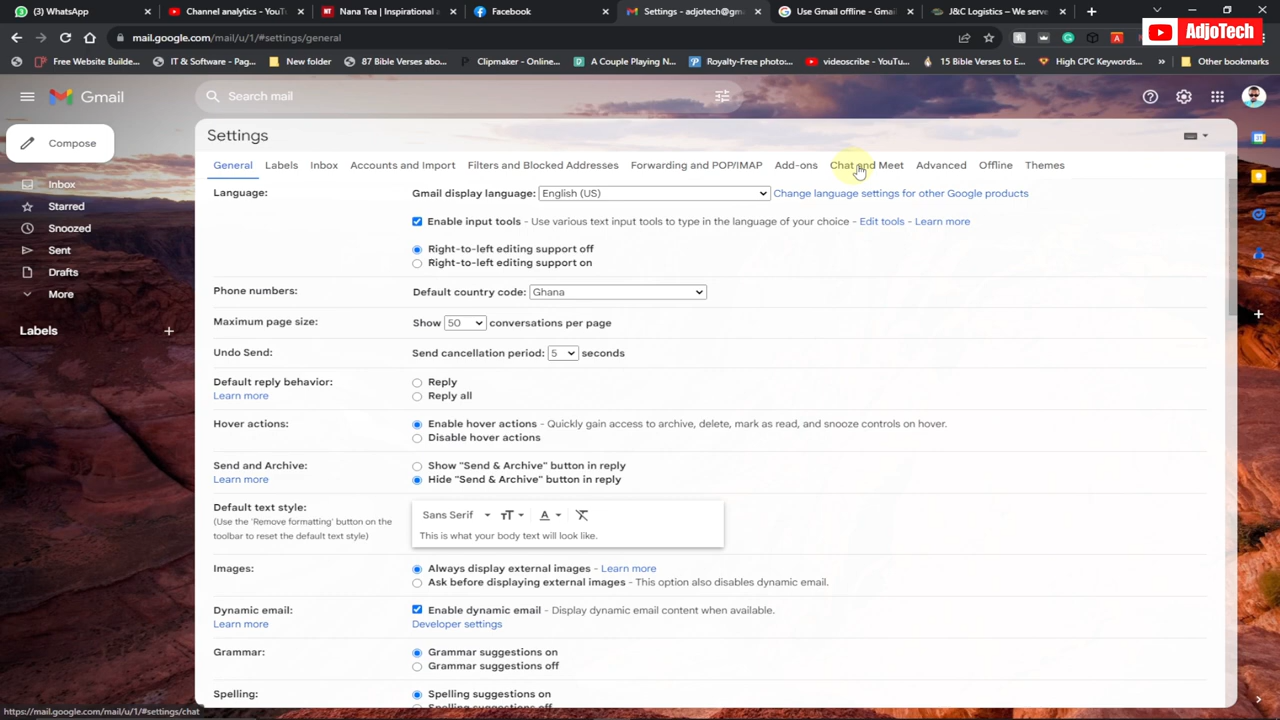 WhatsApp
Channel analytics - YouT
Nana Tea | Inspirational
Facebook
Settings - adjotech@gma
Use Gmail offline - Gmail
J&C Logistics – We serve
mail.google.com/mail/u/1/#settings/general
AdjoTech
Free Website Builde...
IT & Software - Pag...
New folder
87 Bible Verses abo...
Clipmaker - Online...
A Couple Playing N...
Royalty-Free photo:...
videoscribe - YouTu...
15 Bible Verses to E...
High CPC Keywords...
»
Other bookmarks
Gmail
Search mail
Compose
Settings
General
Labels
Inbox
Accounts and Import
Filters and Blocked Addresses
Forwarding and POP/IMAP
Add-ons
Chat and Meet
Advanced
Offline
Themes
Inbox
Starred
Snoozed
Sent
Drafts
More
Labels
Language:
Gmail display language: English (US) Change language settings for other Google products
Enable input tools - Use various text input tools to type in the language of your choice - Edit tools - Learn more
Right-to-left editing support off
Right-to-left editing support on
Phone numbers:
Default country code: Ghana
Maximum page size:
Show 50 conversations per page
Undo Send:
Send cancellation period: 5 seconds
Default reply behavior:
Learn more
Reply
Reply all
Hover actions:
Enable hover actions - Quickly gain access to archive, delete, mark as read, and snooze controls on hover.
Disable hover actions
Send and Archive:
Learn more
Show "Send & Archive" button in reply
Hide "Send & Archive" button in reply
Default text style:
(Use the 'Remove formatting' button on the
toolbar to reset the default text style)
Sans Serif
This is what your body text will look like.
Images:
Always display external images - Learn more
Ask before displaying external images - This option also disables dynamic email.
Dynamic email:
Learn more
Enable dynamic email - Display dynamic email content when available.
Developer settings
Grammar:
Grammar suggestions on
Grammar suggestions off
Spelling:
Spelling suggestions on
Spelling suggestions off
https://mail.google.com/mail/u/1/#settings/chat